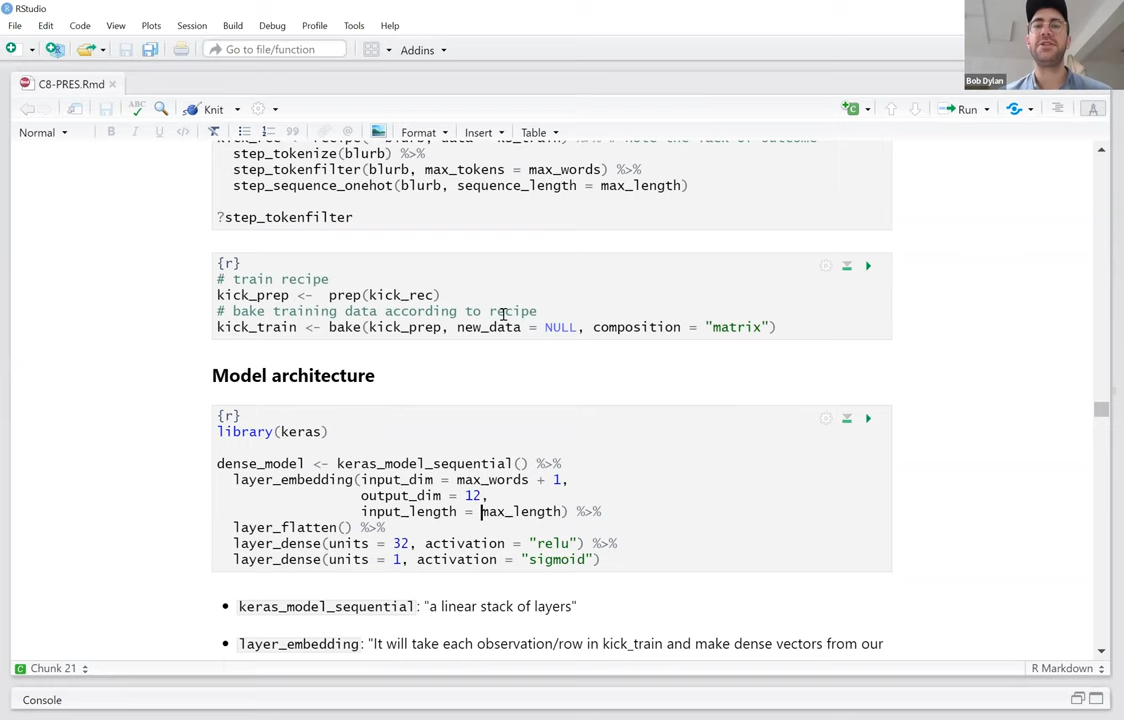 RStudio
File Edit Code View Plots Session Build Debug Profile Tools Help
Go to file/function Addins
Bob Dylan
C8-PRES.Rmd
ABC Knit Run
Normal B I U </> Format Insert Table
step_tokenize(blurb) %>%
step_tokenfilter(blurb, max_tokens = max_words) %>%
step_sequence_onehot(blurb, sequence_length = max_length)
?step_tokenfilter
{r}
# train recipe
kick_prep <-  prep(kick_rec)
# bake training data according to recipe
kick_train <- bake(kick_prep, new_data = NULL, composition = "matrix")
Model architecture
{r}
library(keras)
dense_model <- keras_model_sequential() %>%
layer_embedding(input_dim = max_words + 1,
output_dim = 12,
input_length = max_length) %>%
layer_flatten() %>%
layer_dense(units = 32, activation = "relu") %>%
layer_dense(units = 1, activation = "sigmoid")
• keras_model_sequential: "a linear stack of layers"
• layer_embedding: "It will take each observation/row in kick_train and make dense vectors from our
Chunk 21 R Markdown
Console